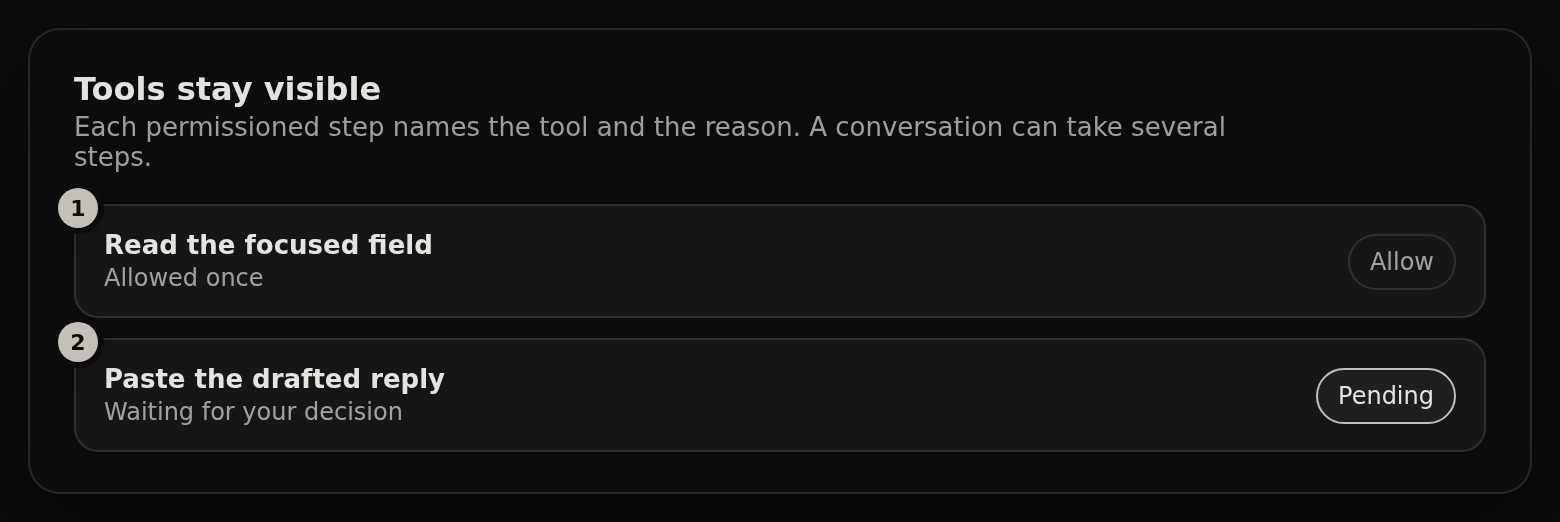 Tools stay visible
Each permissioned step names the tool and the reason. A conversation can take several
steps.
1
Read the focused field
Allowed once
Allow
2
Paste the drafted reply
Waiting for your decision
Pending